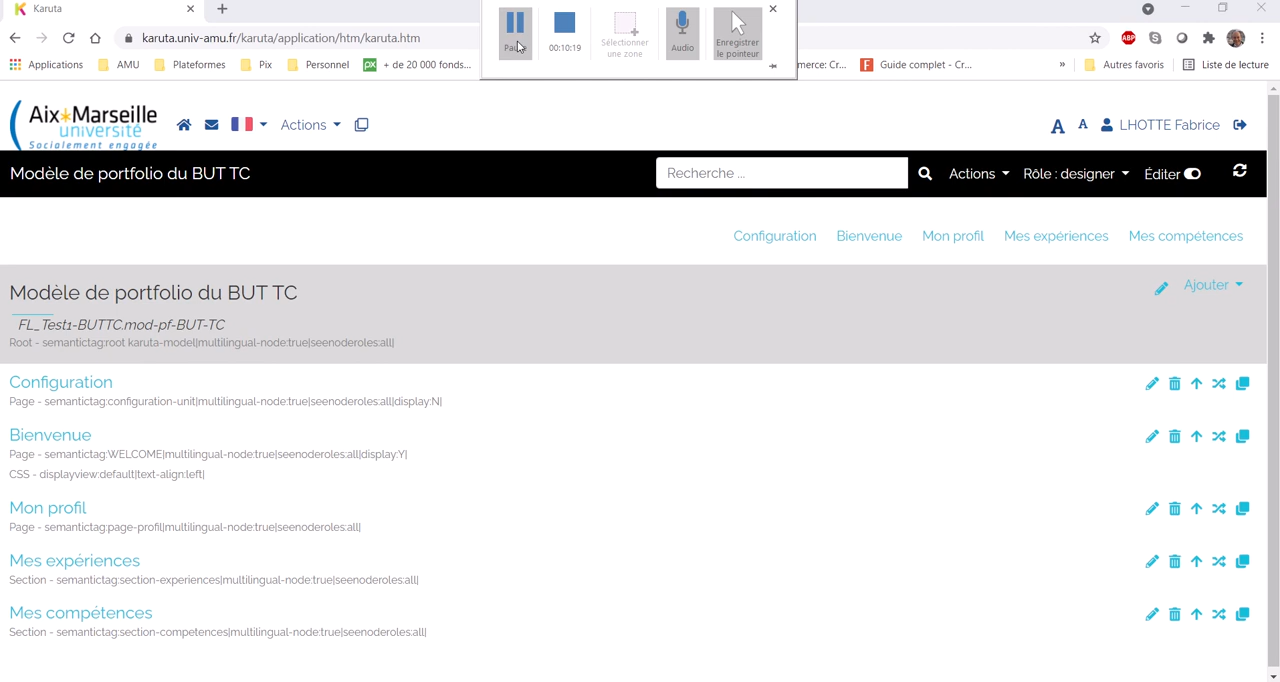 Karuta
karuta.univ-amu.fr/karuta/application/htm/karuta.htm
00:10:19
Sélectionner
une zone
Audio
Enregistrer
le pointeur
Applications
AMU
Plateformes
Pix
Personnel
px
+ de 20 000 fonds...
merce: Cr...
F
Guide complet - Cr...
»
Autres favoris
Liste de lecture
ABP
Aix*Marseille
université
Socialement engagée
Actions
A
A
LHOTTE Fabrice
Modèle de portfolio du BUT TC
Recherche ...
Actions
Rôle : designer
Éditer
Configuration
Bienvenue
Mon profil
Mes expériences
Mes compétences
Modèle de portfolio du BUT TC
Ajouter
FL_Test1-BUTTC.mod-pf-BUT-TC
Root - semantictag:root karuta-model|multilingual-node:true|seenoderoles:all|
Configuration
Page - semantictag:configuration-unit|multilingual-node:true|seenoderoles:all|display:N|
Bienvenue
Page - semantictag:WELCOME|multilingual-node:true|seenoderoles:all|display:Y|
CSS - displayview:default|text-align:left|
Mon profil
Page - semantictag:page-profil|multilingual-node:true|seenoderoles:all|
Mes expériences
Section - semantictag:section-experiences|multilingual-node:true|seenoderoles:all|
Mes compétences
Section - semantictag:section-competences|multilingual-node:true|seenoderoles:all|